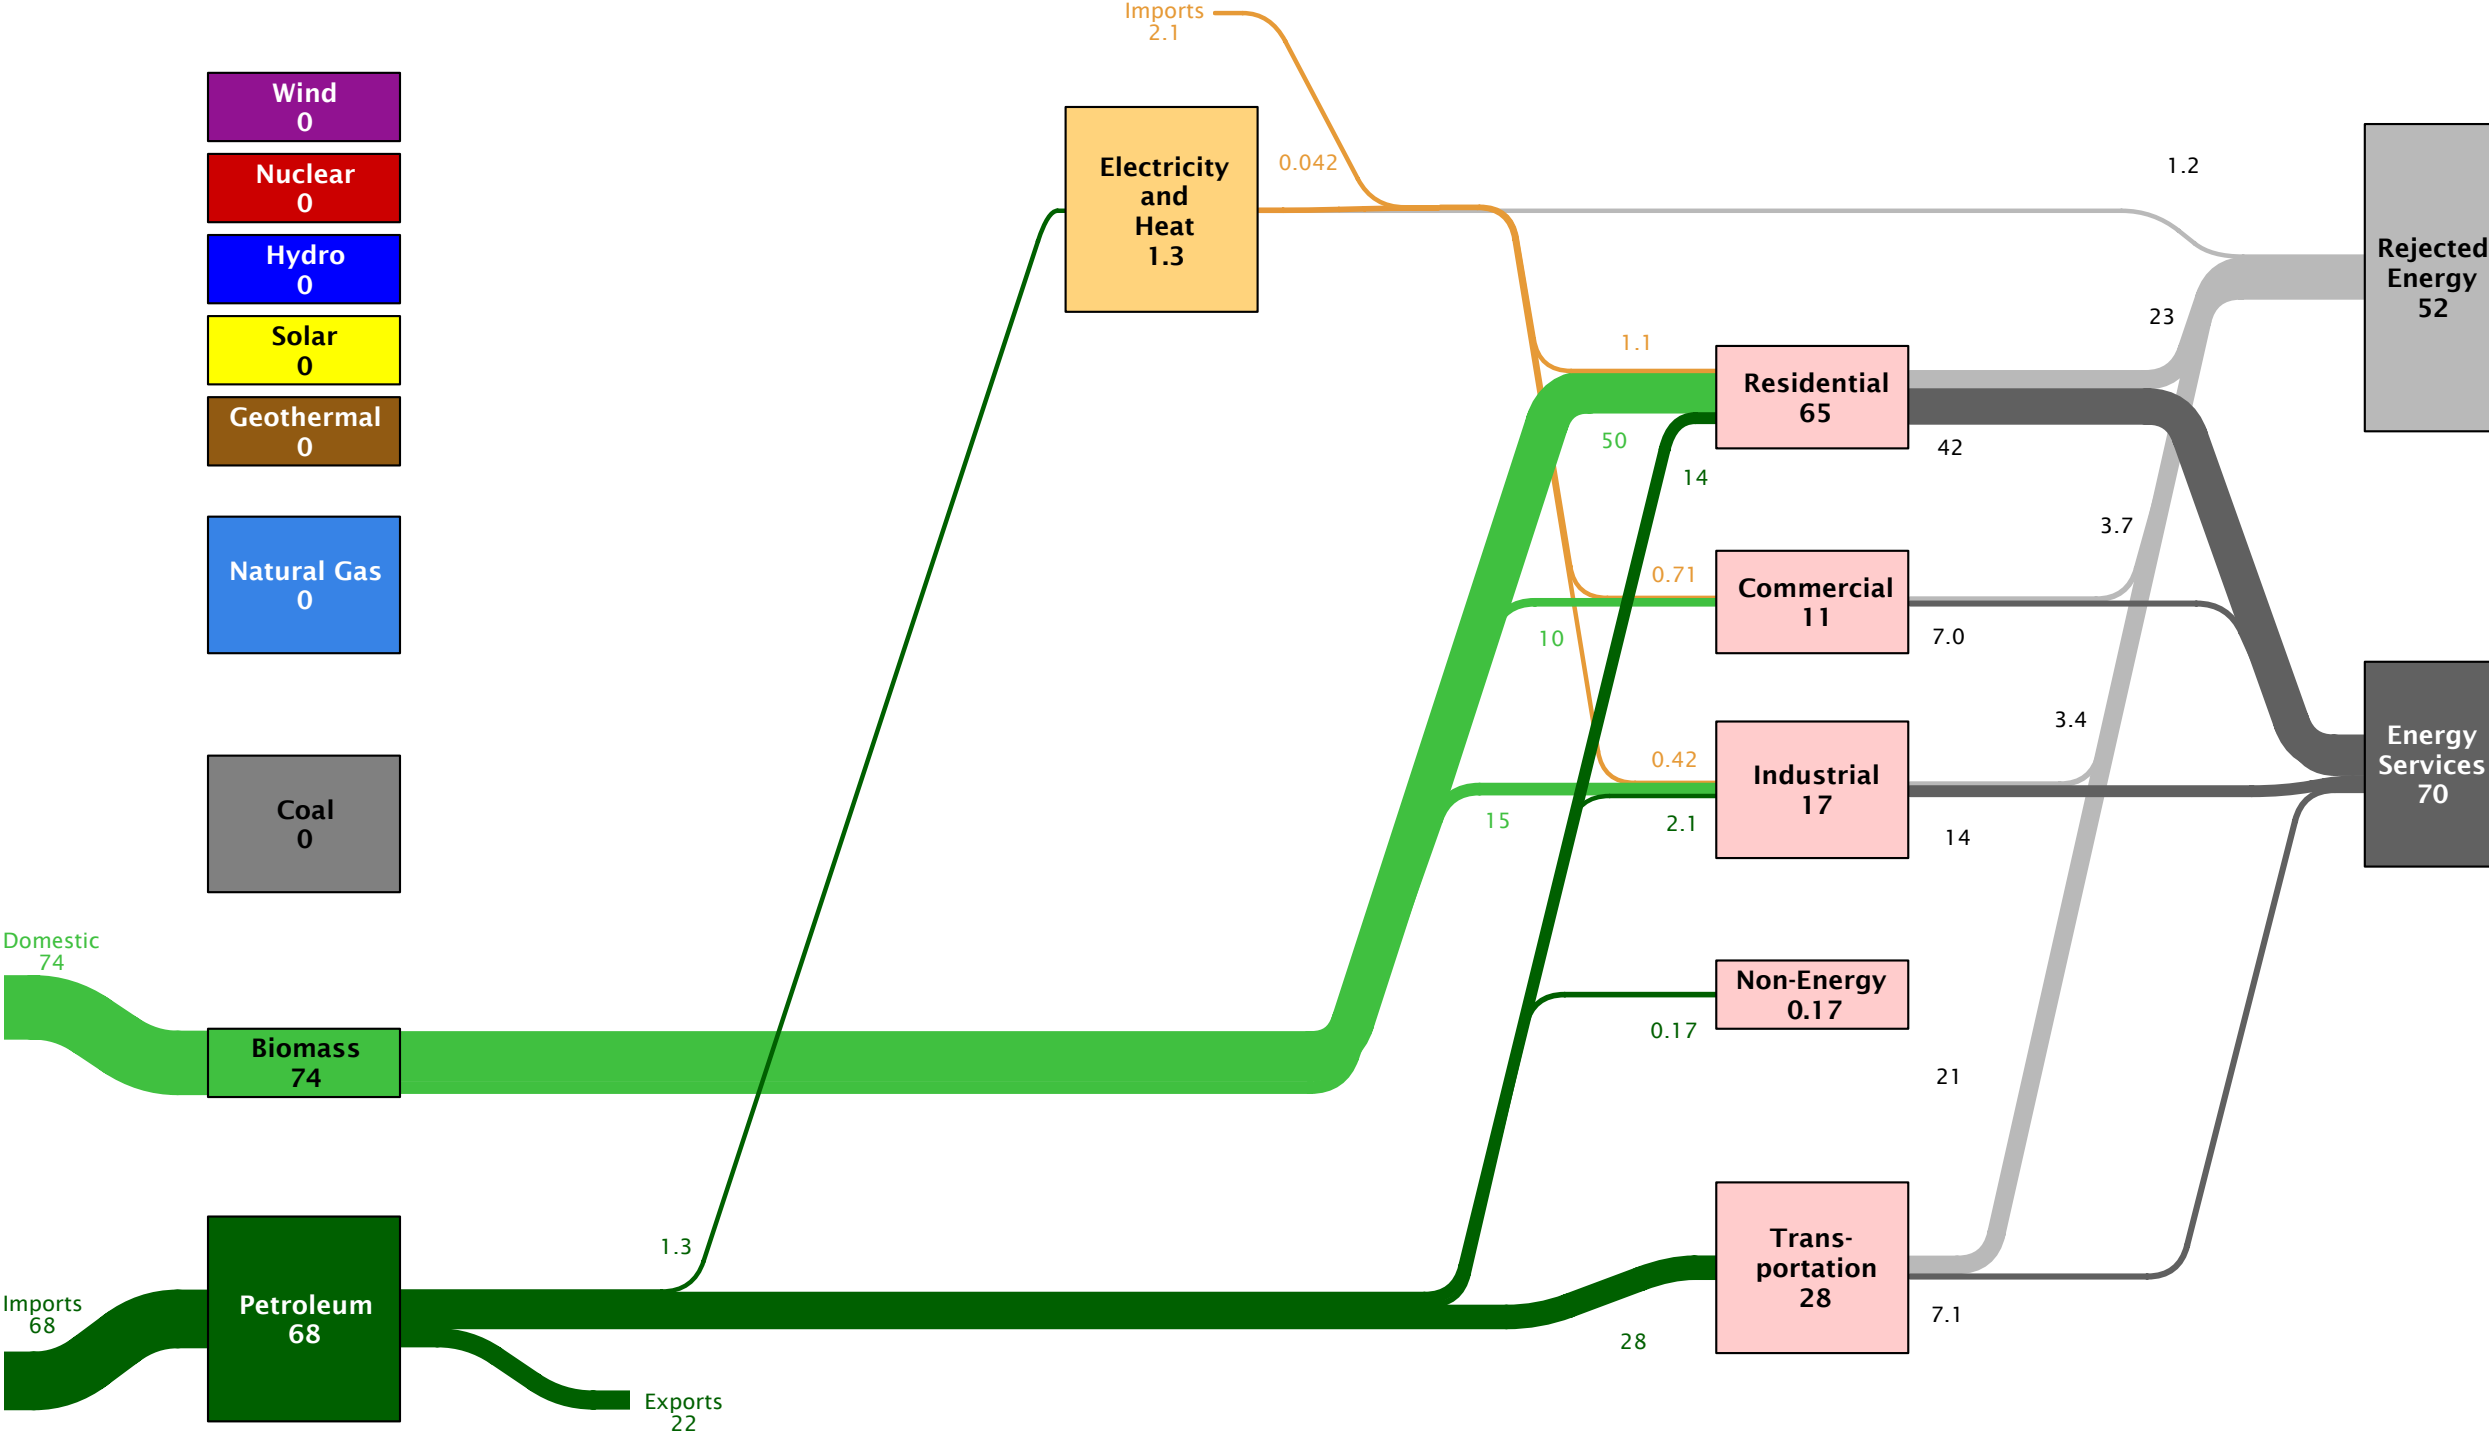 Imports
2.1
Wind
0
Nuclear
0
Hydro
0
Solar
0
Geothermal
0
Natural Gas
0
Coal
0
Domestic
74
Biomass
74
Imports
68
Petroleum
68
Exports
22
1.3
Electricity
and
Heat
1.3
0.042
1.1
50
14
0.71
10
0.42
15
2.1
0.17
28
Residential
65
Commercial
11
Industrial
17
Non-Energy
0.17
Trans-
portation
28
1.2
23
42
3.7
7.0
3.4
14
21
7.1
Rejected
Energy
52
Energy
Services
70